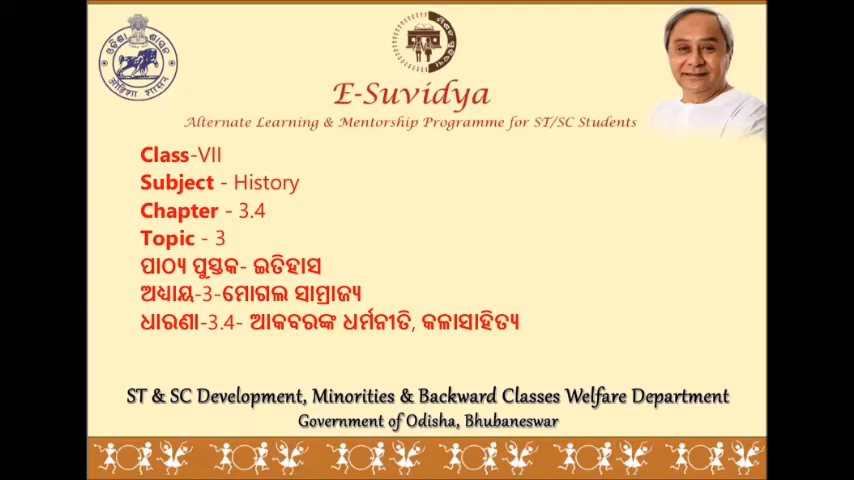 E-Suvidya
Alternate Learning & Mentorship Programme for ST/SC Students
Class-VII
Subject - History
Chapter - 3.4
Topic - 3
ପାଠ୍ୟ ପୁସ୍ତକ- ଇତିହାସ
ଅଧ୍ୟାୟ-3-ମୋଗଲ ସାମ୍ରାଜ୍ୟ
ଧାରଣା-3.4- ଆକବରଙ୍କ ଧର୍ମନୀତି, କଳାସାହିତ୍ୟ
ST & SC Development, Minorities & Backward Classes Welfare Department
Government of Odisha, Bhubaneswar